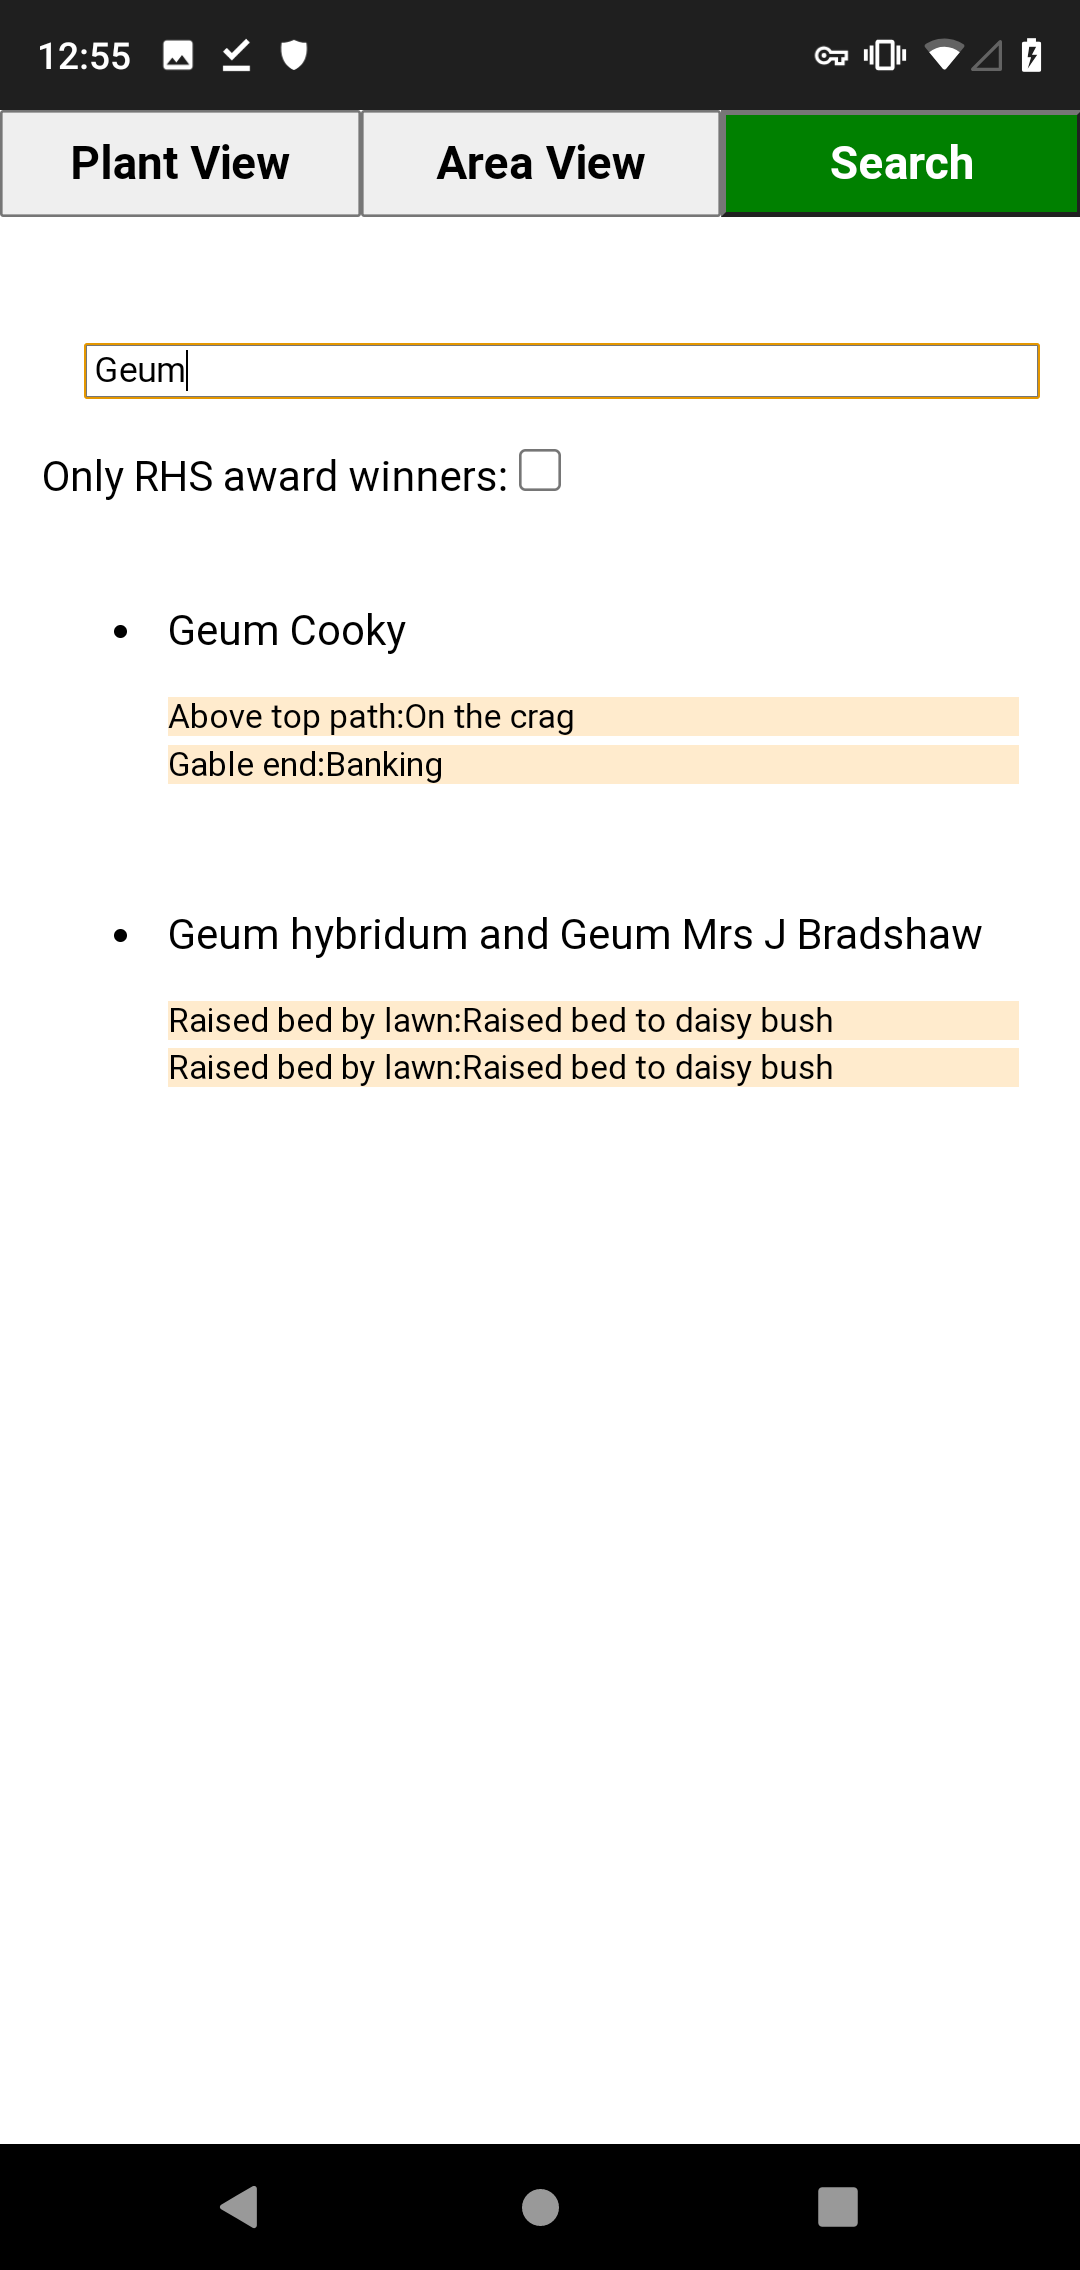 12:55
Plant View Area View Search
Geum
Only RHS award winners:
Geum Cooky
Above top path:On the crag
Gable end:Banking
Geum hybridum and Geum Mrs J Bradshaw
Raised bed by lawn:Raised bed to daisy bush
Raised bed by lawn:Raised bed to daisy bush